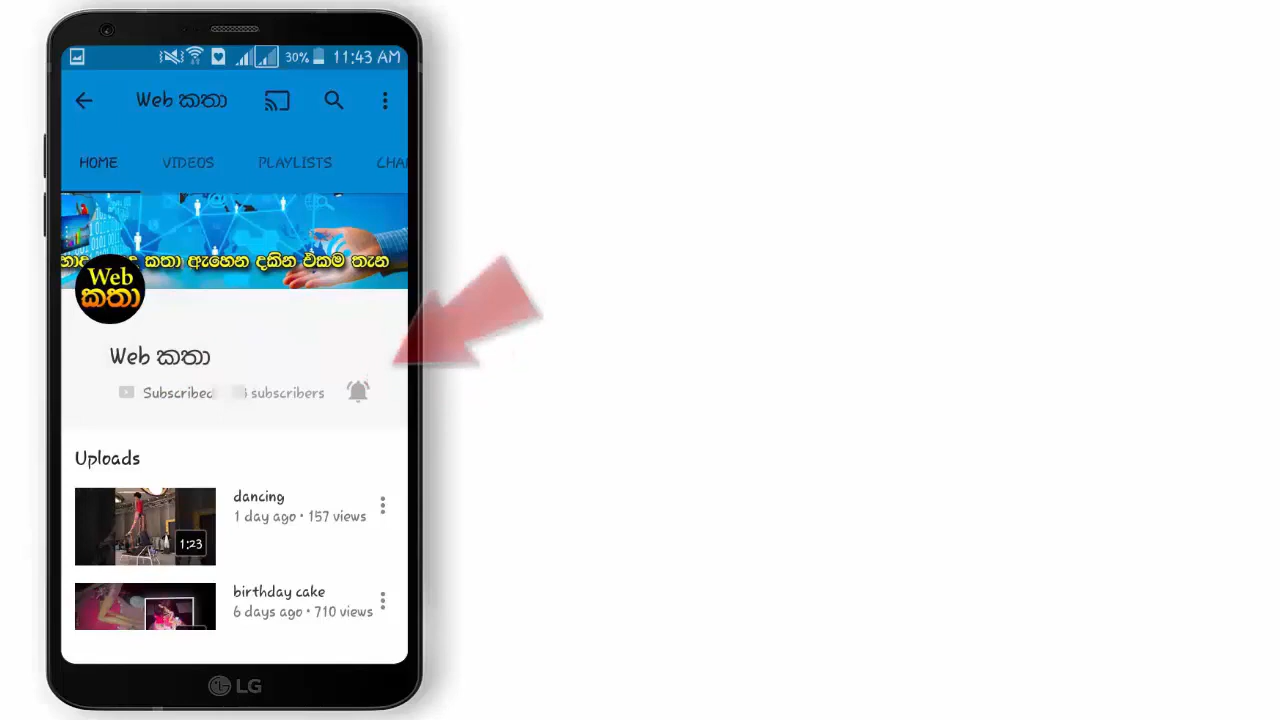 30% 11:43 AM
Web කතා
HOME VIDEOS PLAYLISTS
කතා ඇහෙන දකින එකම තැන
Web
කතා
Web කතා
Subscribed subscribers
Uploads
dancing
1 day ago • 157 views
1:23
birthday cake
6 days ago • 710 views
LG